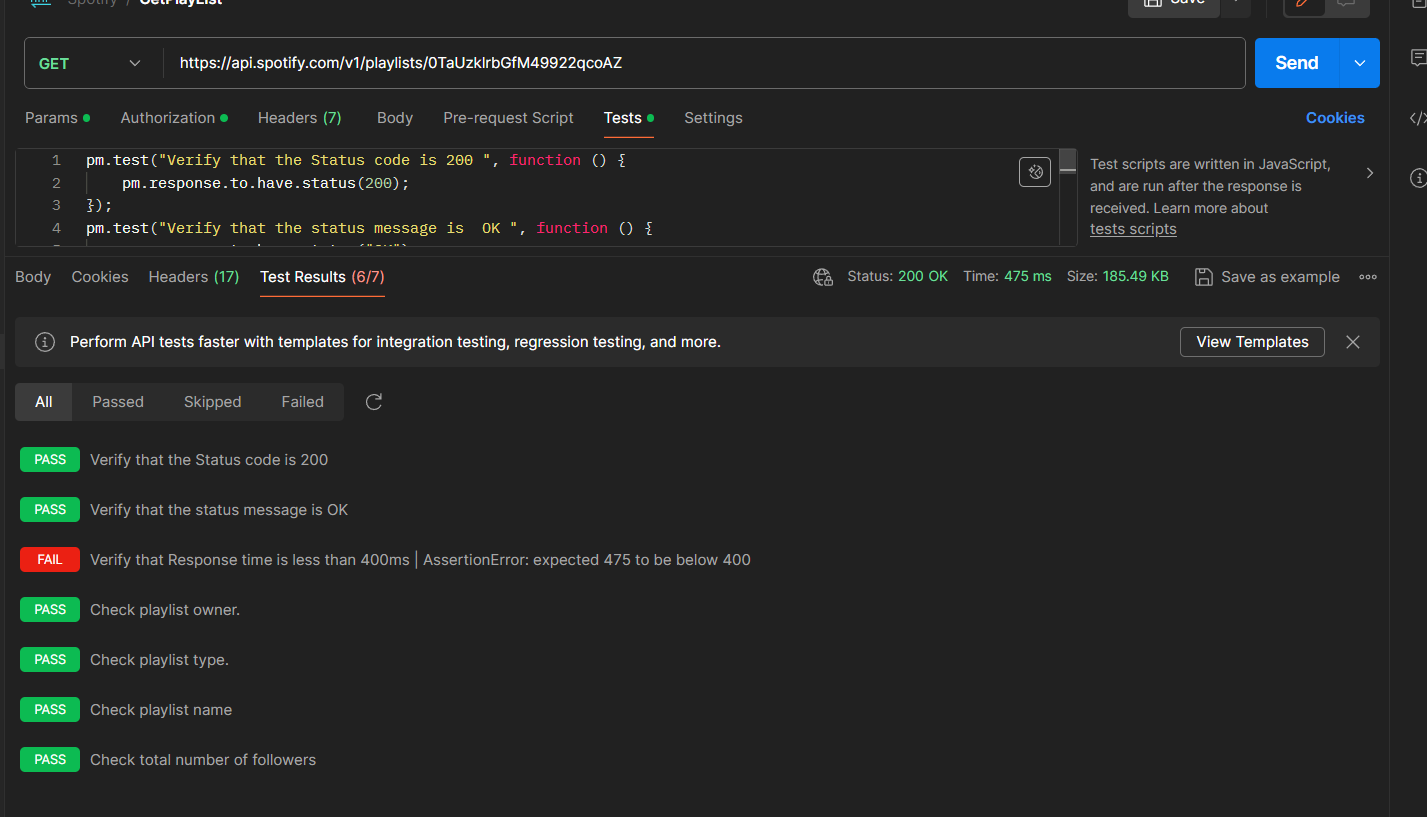 Spotify / GetPlayList
Save
GET
https://api.spotify.com/v1/playlists/0TaUzklrbGfM49922qcoAZ
Send
Params
Authorization
Headers (7)
Body
Pre-request Script
Tests
Settings
Cookies
1 pm.test("Verify that the Status code is 200 ", function () {
2 pm.response.to.have.status(200);
3 });
4 pm.test("Verify that the status message is  OK ", function () {
Test scripts are written in JavaScript,
and are run after the response is
received. Learn more about
tests scripts
Body
Cookies
Headers (17)
Test Results (6/7)
Status: 200 OK
Time: 475 ms
Size: 185.49 KB
Save as example
Perform API tests faster with templates for integration testing, regression testing, and more.
View Templates
All
Passed
Skipped
Failed
PASS Verify that the Status code is 200
PASS Verify that the status message is OK
FAIL Verify that Response time is less than 400ms | AssertionError: expected 475 to be below 400
PASS Check playlist owner.
PASS Check playlist type.
PASS Check playlist name
PASS Check total number of followers